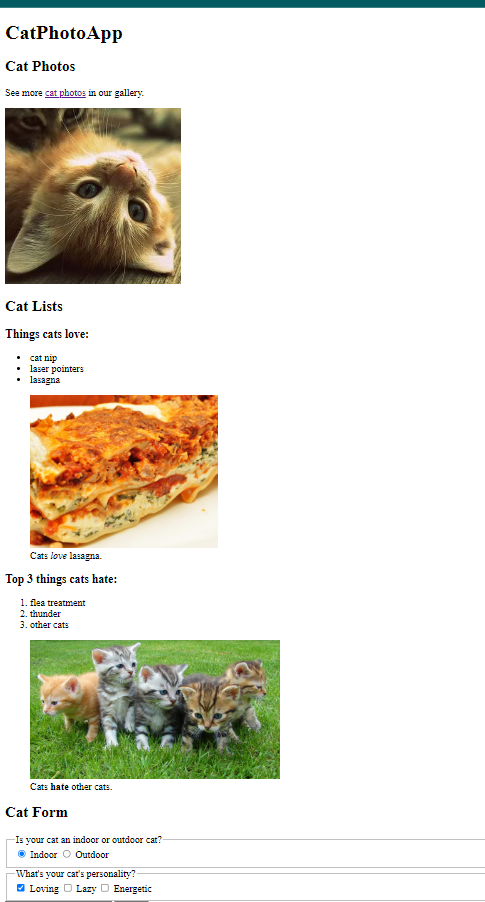 CatPhotoApp
Cat Photos
See more cat photos in our gallery.
Cat Lists
Things cats love:
cat nip
laser pointers
lasagna
Cats love lasagna.
Top 3 things cats hate:
1. flea treatment
2. thunder
3. other cats
Cats hate other cats.
Cat Form
Is your cat an indoor or outdoor cat?
Indoor Outdoor
What's your cat's personality?
Loving Lazy Energetic